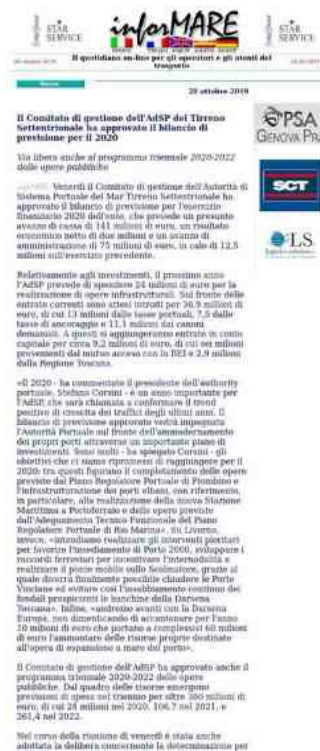 STAR
SERVICE
inforMARE
STAR
SERVICE
Il quotidiano on-line per gli operatori e gli utenti del
trasporto
28 ottobre 2019
Il Comitato di gestione dell'AdSP del Tirreno
Settentrionale ha approvato il bilancio di
previsione per il 2020
Via libera anche al programma triennale 2020-2022
delle opere pubbliche
Venerdì il Comitato di gestione dell'Autorità di
Sistema Portuale del Mar Tirreno Settentrionale ha
approvato il bilancio di previsione per l'esercizio
finanziario 2020 dell'ente, che prevede un presunto
avanzo di cassa di 141 milioni di euro, un risultato
economico netto di due milioni e un avanzo di
amministrazione di 75 milioni di euro, in calo di 12,5
milioni sull'esercizio precedente.
Relativamente agli investimenti, il prossimo anno
l'AdSP prevede di spendere 24 milioni di euro per la
realizzazione di opere infrastrutturali. Sul fronte delle
entrate correnti sono attesi introiti per 36,9 milioni di
euro, di cui 13 milioni dalle tasse portuali, 7,5 dalle
tasse di ancoraggio e 11,1 milioni dai canoni
demaniali. A questi si aggiungeranno entrate in conto
capitale per circa 9,2 milioni di euro, di cui sei milioni
provenienti dal mutuo acceso con la BEI e 2,9 milioni
dalla Regione Toscana.
«Il 2020 - ha commentato il presidente dell'authority
portuale, Stefano Corsini - è un anno importante per
l'AdSP, che sarà chiamata a confermare il trend
positivo di crescita dei traffici degli ultimi anni. Il
bilancio di previsione approvato vedrà impegnata
l'Autorità Portuale sul fronte dell'ammodernamento
dei propri porti attraverso un importante piano di
investimenti. Sono molti - ha spiegato Corsini - gli
obiettivi che ci siamo ripromessi di raggiungere per il
2020: tra questi figurano il completamento delle opere
previste dal Piano Regolatore Portuale di Piombino e
l'infrastrutturazione dei porti elbani, con riferimento,
in particolare, alla realizzazione della nuova Stazione
Marittima a Portoferraio e delle opere previste
dall'Adeguamento Tecnico Funzionale del Piano
Regolatore Portuale di Rio Marina». Su Livorno,
invece, «intendiamo realizzare gli interventi prioritari
per favorire l'insediamento di Porto 2000, sviluppare i
raccordi ferroviari per incentivare l'intermodalità e
realizzare il ponte mobile sullo Scolmatore, grazie al
quale diverrà finalmente possibile chiudere le Porte
Vinciane ed evitare così l'insabbiamento continuo dei
fondali prospicienti le banchine della Darsena
Toscana». Infine, «andremo avanti con la Darsena
Europa, non dimenticando di accantonare per l'anno
10 milioni di euro che portano a complessivi 60 milioni
di euro l'ammontare delle risorse proprie destinate
all'opera di espansione a mare del porto».
Il Comitato di gestione dell'AdSP ha approvato anche il
programma triennale 2020-2022 delle opere
pubbliche. Dal quadro delle risorse emergono
previsioni di spesa nel triennio per oltre 380 milioni di
euro, di cui 24 milioni nel 2020, 106,7 nel 2021, e
261,4 nel 2022.
Nel corso della riunione di venerdì è stata anche
adottata la delibera concernente la determinazione per
PSA
GENOVA PRA'
SCT
LS